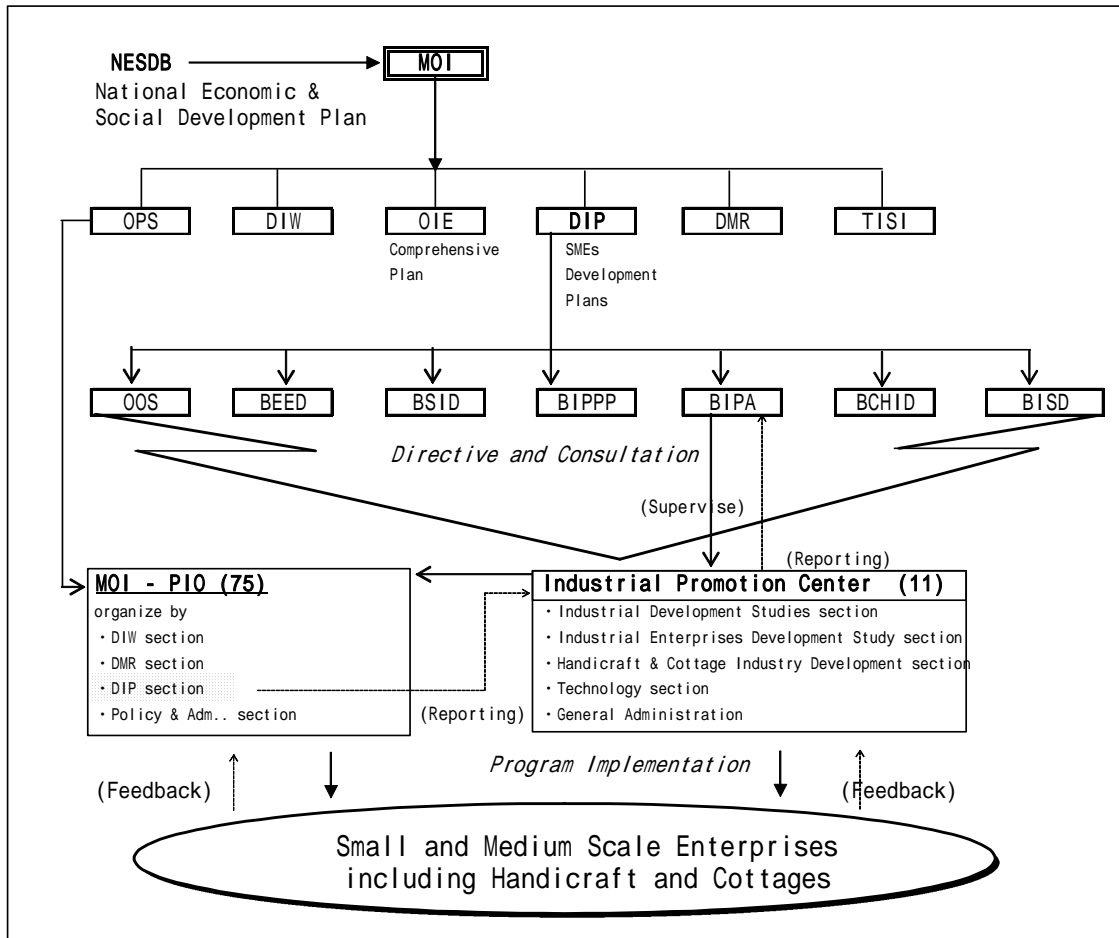 NESDB
MOI
National Economic &
Social Development Plan
OPS
DIW
OIE
DIP
DMR
TISI
Comprehensive
Plan
SMEs
Development
Plans
OOS
BEED
BSID
BIPPP
BIPA
BCHID
BISD
Directive and Consultation
(Supervise)
(Reporting)
MOI - PIO (75)
organize by
・DIW section
・DMR section
・DIP section
・Policy & Adm.. section
(Reporting)
Industrial Promotion Center (11)
・Industrial Development Studies section
・Industrial Enterprises Development Study section
・Handicraft & Cottage Industry Development section
・Technology section
・General Administration
Program Implementation
(Feedback)
(Feedback)
Small and Medium Scale Enterprises
including Handicraft and Cottages